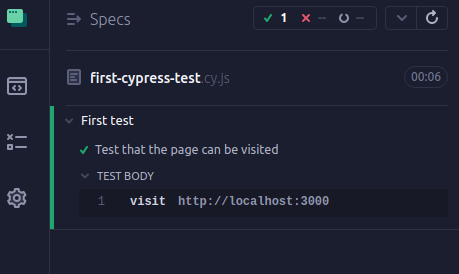 Specs
1 -- --
first-cypress-test.cy.js 00:06
First test
Test that the page can be visited
TEST BODY
1 visit http://localhost:3000